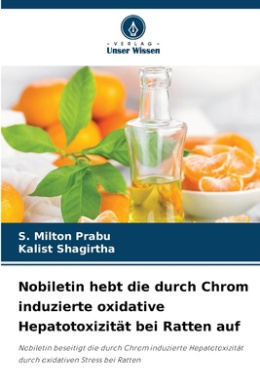 VERLAG
Unser Wissen
S. Milton Prabu
Kalist Shagirtha
Nobiletin hebt die durch Chrom
induzierte oxidative
Hepatotoxizität bei Ratten auf
Nobiletin beseitigt die durch Chrom induzierte Hepatotoxizität
durch oxidativen Stress bei Ratten